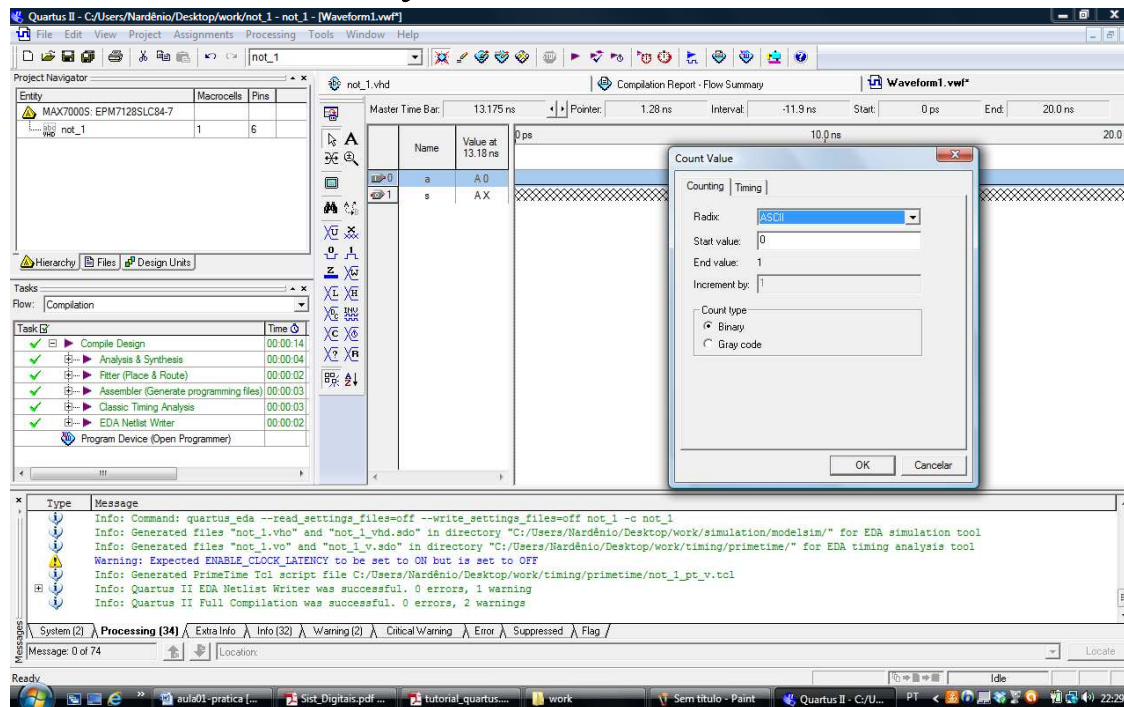 Quartus II - C:/Users/Nardênio/Desktop/work/not_1 - not_1 - [Waveform1.vwf*]
File Edit View Project Assignments Processing Tools Window Help
not_1
Project Navigator
Entity Macrocells Pins
MAX7000S: EPM7128SLC84-7
not_1 1 6
Hierarchy Files Design Units
Tasks
Flow: Compilation
Task Time
Compile Design 00:00:14
Analysis & Synthesis 00:00:04
Fitter (Place & Route) 00:00:02
Assembler (Generate programming files) 00:00:03
Classic Timing Analysis 00:00:03
EDA Netlist Writer 00:00:02
Program Device (Open Programmer)
not_1.vhd Compilation Report - Flow Summary Waveform1.vwf*
Master Time Bar: 13.175 ns Pointer: 1.28 ns Interval: -11.9 ns Start: 0 ps End: 20.0 ns
Name Value at 13.18 ns 0 ps 10.0 ns 20.0
0 a A 0
1 s A X
Count Value
Counting Timing
Radix: ASCII
Start value: 0
End value: 1
Increment by: 1
Count type
Binary
Gray code
OK Cancelar
Type Message
Info: Command: quartus_eda --read_settings_files=off --write_settings_files=off not_1 -c not_1
Info: Generated files "not_1.vho" and "not_1_vhd.sdo" in directory "C:/Users/Nardênio/Desktop/work/simulation/modelsim/" for EDA simulation tool
Info: Generated files "not_1.vo" and "not_1_v.sdo" in directory "C:/Users/Nardênio/Desktop/work/timing/primetime/" for EDA timing analysis tool
Warning: Expected ENABLE_CLOCK_LATENCY to be set to ON but is set to OFF
Info: Generated PrimeTime Tcl script file C:/Users/Nardênio/Desktop/work/timing/primetime/not_1_pt_v.tcl
Info: Quartus II EDA Netlist Writer was successful. 0 errors, 1 warning
Info: Quartus II Full Compilation was successful. 0 errors, 2 warnings
Messages
System (2) Processing (34) Extra Info Info (32) Warning (2) Critical Warning Error Suppressed Flag
Message: 0 of 74 Location: Locate
Ready Idle
aula01-pratica [... Sist_Digitais.pdf ... tutorial_quartus.... work Sem título - Paint Quartus II - C:/U... PT 22:29